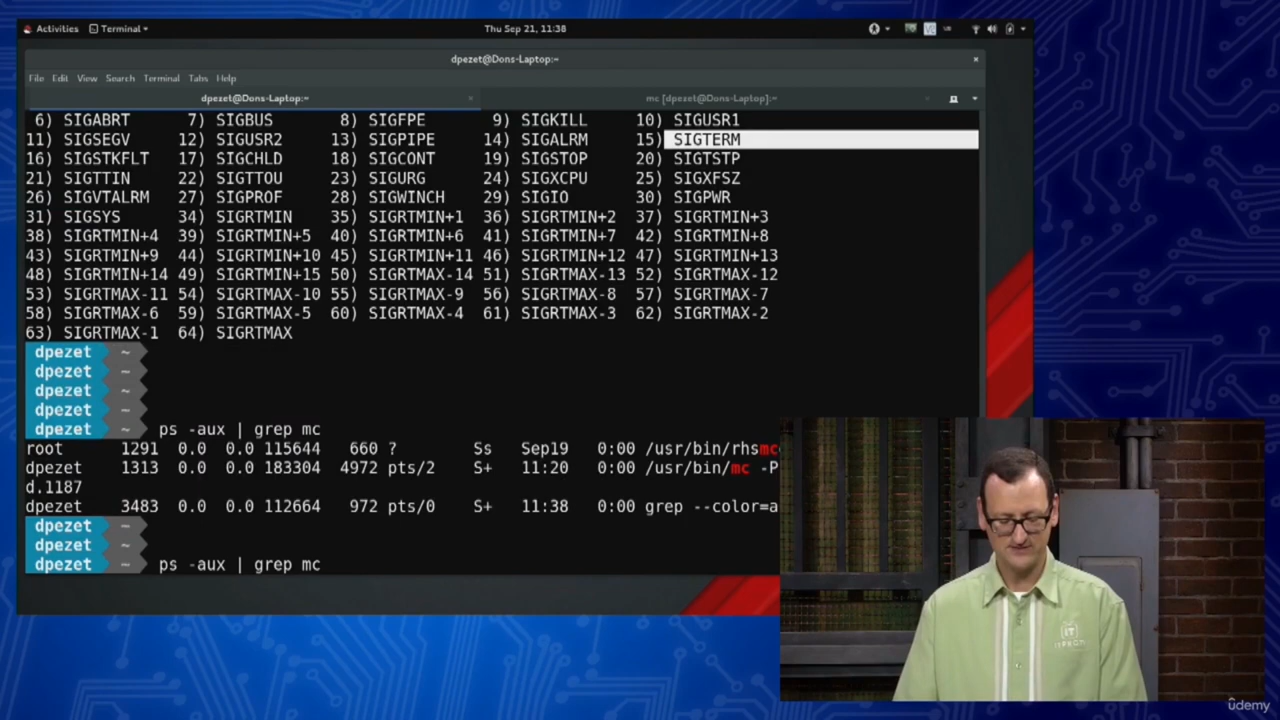 Activities Terminal Thu Sep 21, 11:38
dpezet@Dons-Laptop:~
File Edit View Search Terminal Tabs Help
dpezet@Dons-Laptop:~ mc [dpezet@Dons-Laptop]:~
6) SIGABRT 7) SIGBUS 8) SIGFPE 9) SIGKILL 10) SIGUSR1
11) SIGSEGV 12) SIGUSR2 13) SIGPIPE 14) SIGALRM 15) SIGTERM
16) SIGSTKFLT 17) SIGCHLD 18) SIGCONT 19) SIGSTOP 20) SIGTSTP
21) SIGTTIN 22) SIGTTOU 23) SIGURG 24) SIGXCPU 25) SIGXFSZ
26) SIGVTALRM 27) SIGPROF 28) SIGWINCH 29) SIGIO 30) SIGPWR
31) SIGSYS 34) SIGRTMIN 35) SIGRTMIN+1 36) SIGRTMIN+2 37) SIGRTMIN+3
38) SIGRTMIN+4 39) SIGRTMIN+5 40) SIGRTMIN+6 41) SIGRTMIN+7 42) SIGRTMIN+8
43) SIGRTMIN+9 44) SIGRTMIN+10 45) SIGRTMIN+11 46) SIGRTMIN+12 47) SIGRTMIN+13
48) SIGRTMIN+14 49) SIGRTMIN+15 50) SIGRTMAX-14 51) SIGRTMAX-13 52) SIGRTMAX-12
53) SIGRTMAX-11 54) SIGRTMAX-10 55) SIGRTMAX-9 56) SIGRTMAX-8 57) SIGRTMAX-7
58) SIGRTMAX-6 59) SIGRTMAX-5 60) SIGRTMAX-4 61) SIGRTMAX-3 62) SIGRTMAX-2
63) SIGRTMAX-1 64) SIGRTMAX
dpezet ~
dpezet ~
dpezet ~
dpezet ~
dpezet ~ ps -aux | grep mc
root 1291 0.0 0.0 115644 660 ? Ss Sep19 0:00 /usr/bin/rhsmc
dpezet 1313 0.0 0.0 183304 4972 pts/2 S+ 11:20 0:00 /usr/bin/mc -P
d.1187
dpezet 3483 0.0 0.0 112664 972 pts/0 S+ 11:38 0:00 grep --color=a
dpezet ~
dpezet ~
dpezet ~ ps -aux | grep mc
IT
ITPROTV
ûdemy